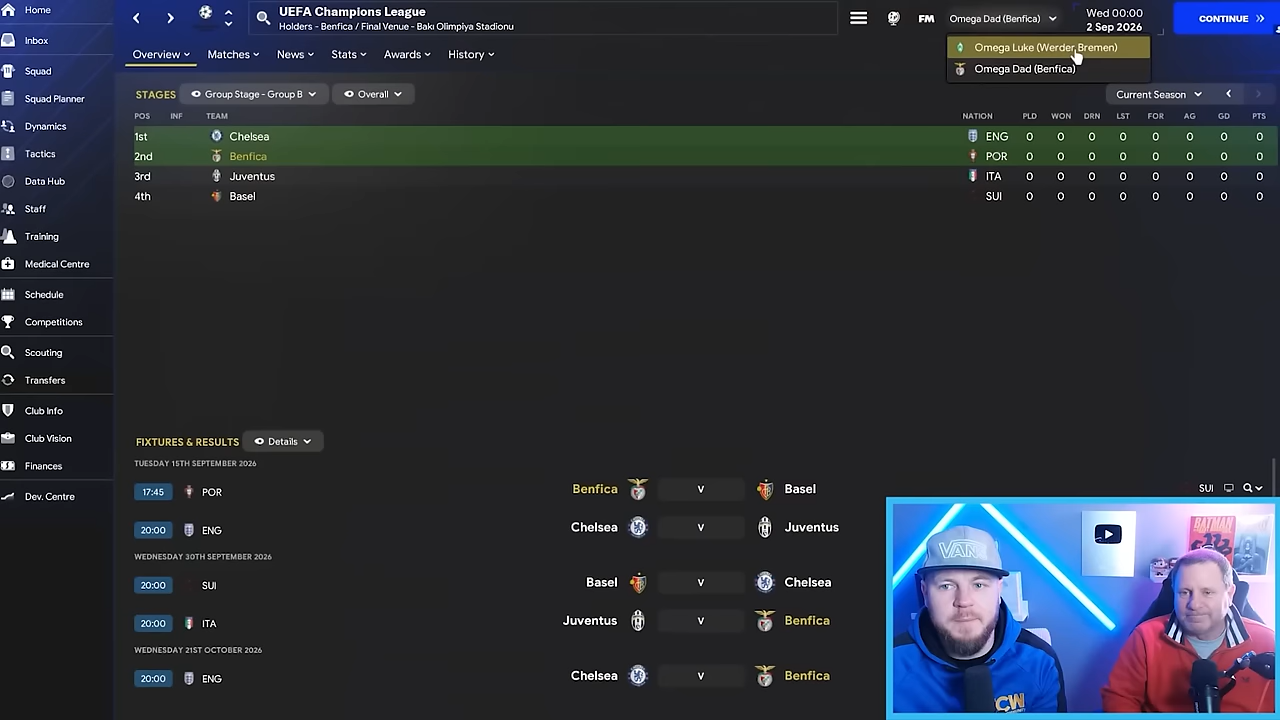 Home
Inbox
Squad
Squad Planner
Dynamics
Tactics
Data Hub
Staff
Training
Medical Centre
Schedule
Competitions
Scouting
Transfers
Club Info
Club Vision
Finances
Dev. Centre
UEFA Champions League
Holders - Benfica / Final Venue - Bakı Olimpiya Stadionu
FM
Omega Dad (Benfica)
Wed 00:00
2 Sep 2026
CONTINUE
Omega Luke (Werder Bremen)
Omega Dad (Benfica)
Overview Matches News Stats Awards History
STAGES Group Stage - Group B Overall Current Season
POS INF TEAM NATION PLD WON DRN LST FOR AG GD PTS
1st Chelsea ENG 0 0 0 0 0 0 0 0
2nd Benfica POR 0 0 0 0 0 0 0 0
3rd Juventus ITA 0 0 0 0 0 0 0 0
4th Basel SUI 0 0 0 0 0 0 0 0
FIXTURES & RESULTS Details
TUESDAY 15TH SEPTEMBER 2026
17:45 POR Benfica v Basel SUI
20:00 ENG Chelsea v Juventus
WEDNESDAY 30TH SEPTEMBER 2026
20:00 SUI Basel v Chelsea
20:00 ITA Juventus v Benfica
WEDNESDAY 21ST OCTOBER 2026
20:00 ENG Chelsea v Benfica
VANS
BATMAN